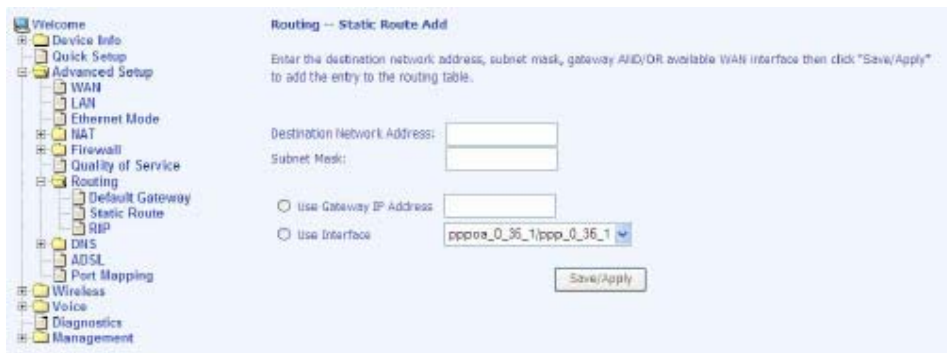 Welcome
Device Info
Quick Setup
Advanced Setup
WAN
LAN
Ethernet Mode
NAT
Firewall
Quality of Service
Routing
Default Gateway
Static Route
RIP
DNS
ADSL
Port Mapping
Wireless
Voice
Diagnostics
Management
Routing -- Static Route Add
Enter the destination network address, subnet mask, gateway AND/OR available WAN interface then click "Save/Apply"
to add the entry to the routing table.
Destination Network Address:
Subnet Mask:
Use Gateway IP Address
Use Interface pppoa_0_35_1/ppp_0_35_1
Save/Apply